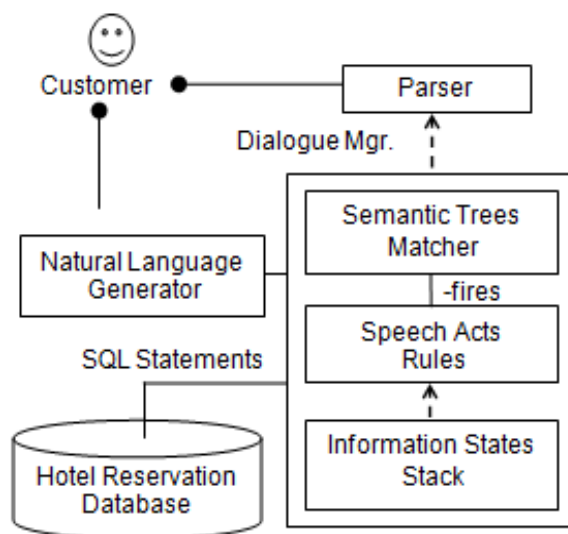 Customer
Parser
Dialogue Mgr.
Semantic Trees
Matcher
Natural Language
Generator
-fires
Speech Acts
Rules
SQL Statements
Information States
Stack
Hotel Reservation
Database